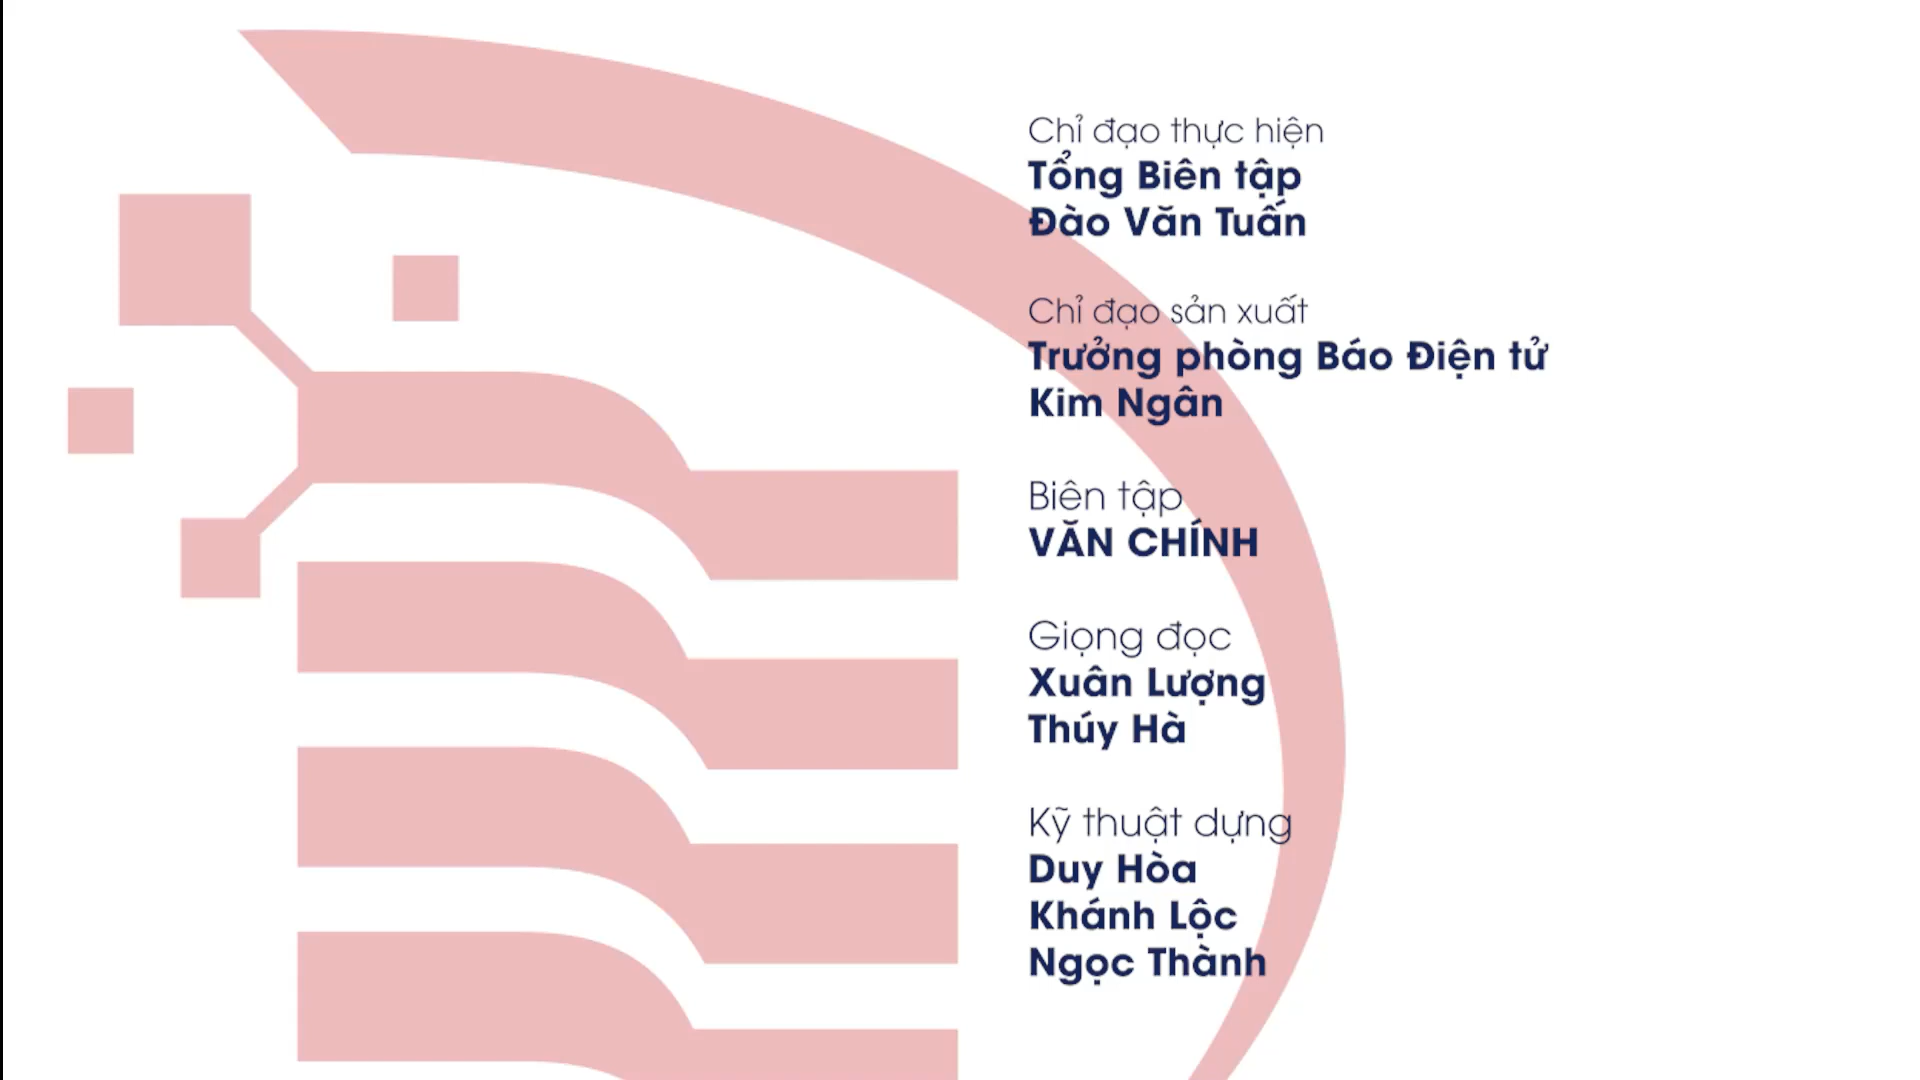 Chỉ đạo thực hiện
Tổng Biên tập
Đào Văn Tuấn
Chỉ đạo sản xuất
Trưởng phòng Báo Điện tử
Kim Ngân
Biên tập
VĂN CHÍNH
Giọng đọc
Xuân Lượng
Thúy Hà
Kỹ thuật dựng
Duy Hòa
Khánh Lộc
Ngọc Thành